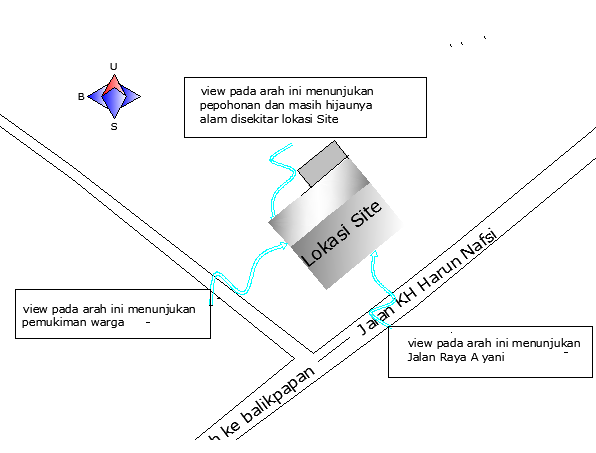 U
B
S
view pada arah ini menunjukan
pepohonan dan masih hijaunya
alam disekitar lokasi Site
Lokasi Site
Jalan KH Harun Nafsi
view pada arah ini menunjukan
pemukiman warga
view pada arah ini menunjukan
Jalan Raya A yani
h ke balikpapan